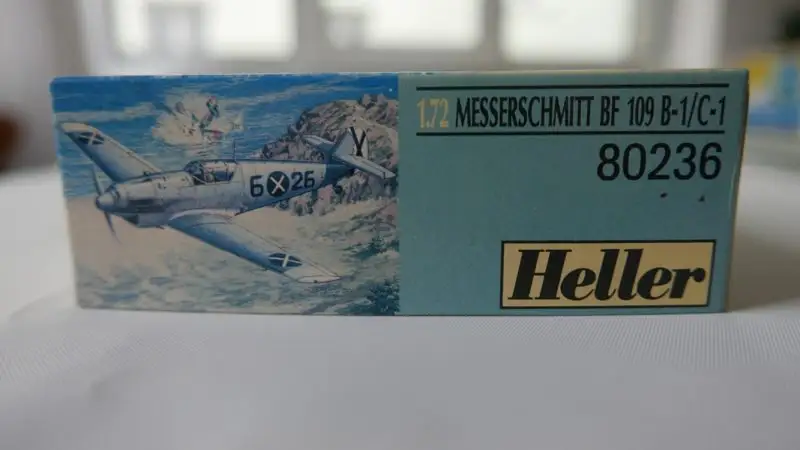 1.72 MESSERSCHMITT BF 109 B-1/C-1
80236
6 26
Heller